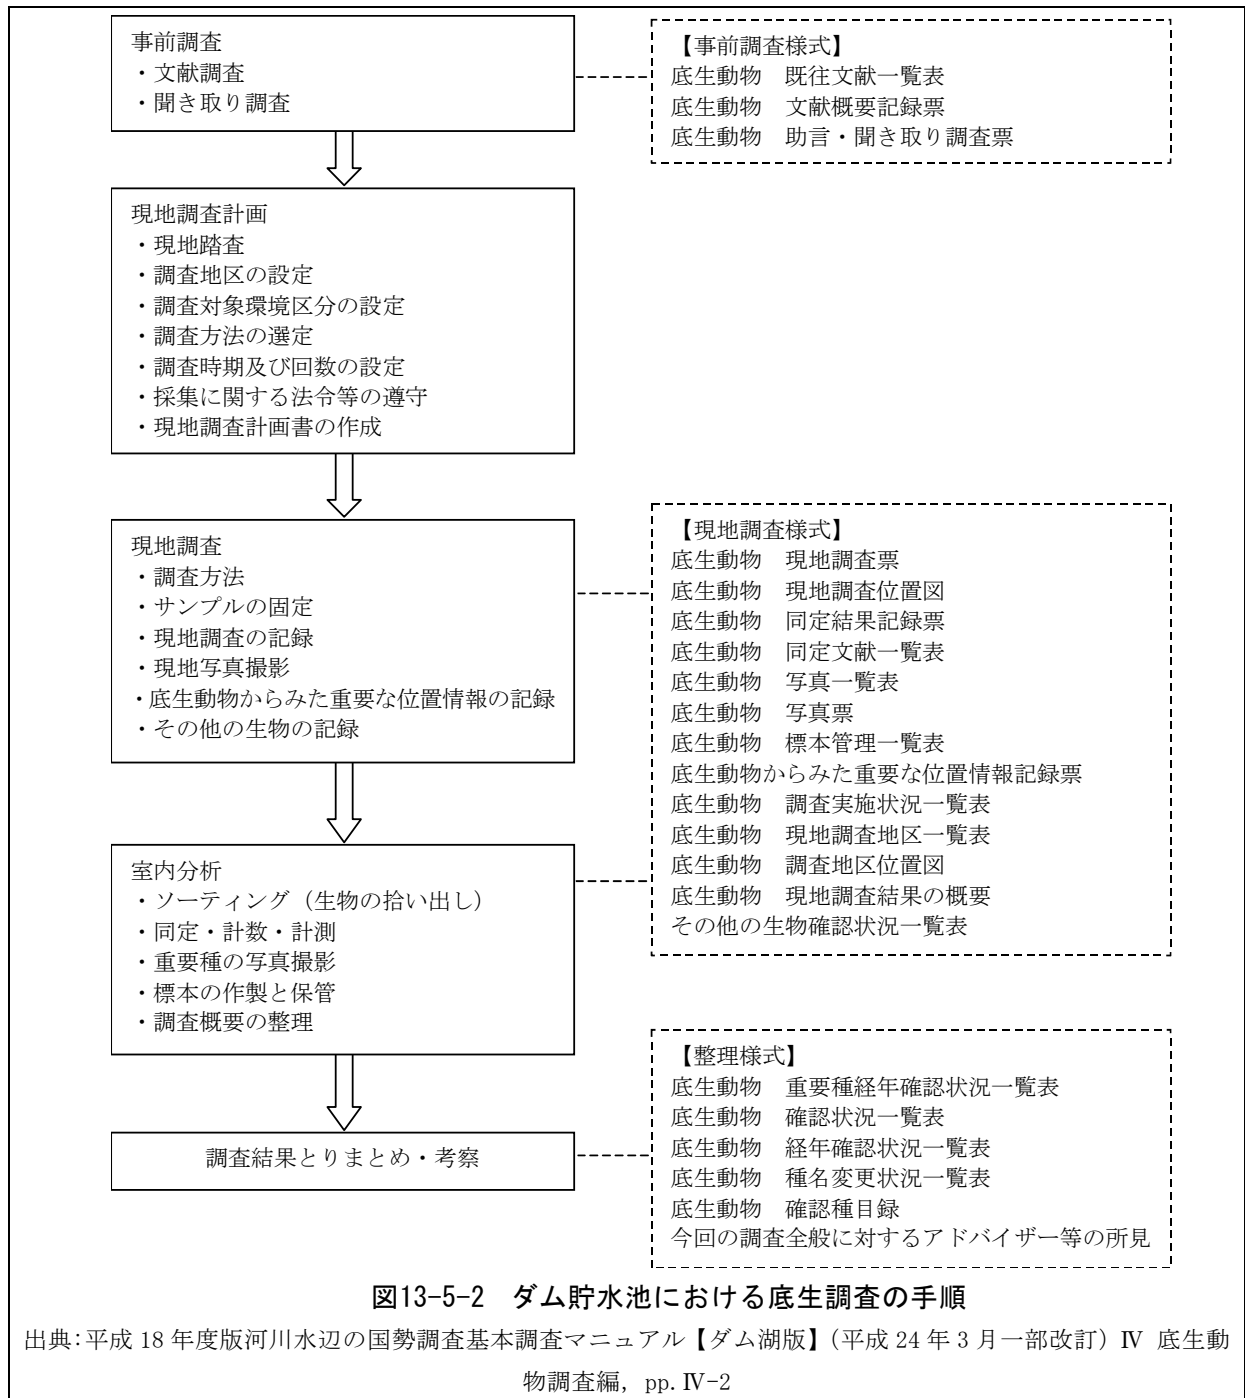 事前調査
・文献調査
・聞き取り調査
【事前調査様式】
底生動物　既往文献一覧表
底生動物　文献概要記録票
底生動物　助言・聞き取り調査票
現地調査計画
・現地踏査
・調査地区の設定
・調査対象環境区分の設定
・調査方法の選定
・調査時期及び回数の設定
・採集に関する法令等の遵守
・現地調査計画書の作成
現地調査
・調査方法
・サンプルの固定
・現地調査の記録
・現地写真撮影
・底生動物からみた重要な位置情報の記録
・その他の生物の記録
【現地調査様式】
底生動物　現地調査票
底生動物　現地調査位置図
底生動物　同定結果記録票
底生動物　同定文献一覧表
底生動物　写真一覧表
底生動物　写真票
底生動物　標本管理一覧表
底生動物からみた重要な位置情報記録票
底生動物　調査実施状況一覧表
底生動物　現地調査地区一覧表
底生動物　調査地区位置図
底生動物　現地調査結果の概要
その他の生物確認状況一覧表
室内分析
・ソーティング（生物の拾い出し）
・同定・計数・計測
・重要種の写真撮影
・標本の作製と保管
・調査概要の整理
調査結果とりまとめ・考察
【整理様式】
底生動物　重要種経年確認状況一覧表
底生動物　確認状況一覧表
底生動物　経年確認状況一覧表
底生動物　種名変更状況一覧表
底生動物　確認種目録
今回の調査全般に対するアドバイザー等の所見
図13-5-2　ダム貯水池における底生調査の手順
出典:平成 18 年度版河川水辺の国勢調査基本調査マニュアル【ダム湖版】（平成 24 年 3 月一部改訂）Ⅳ 底生動
物調査編，pp.Ⅳ-2